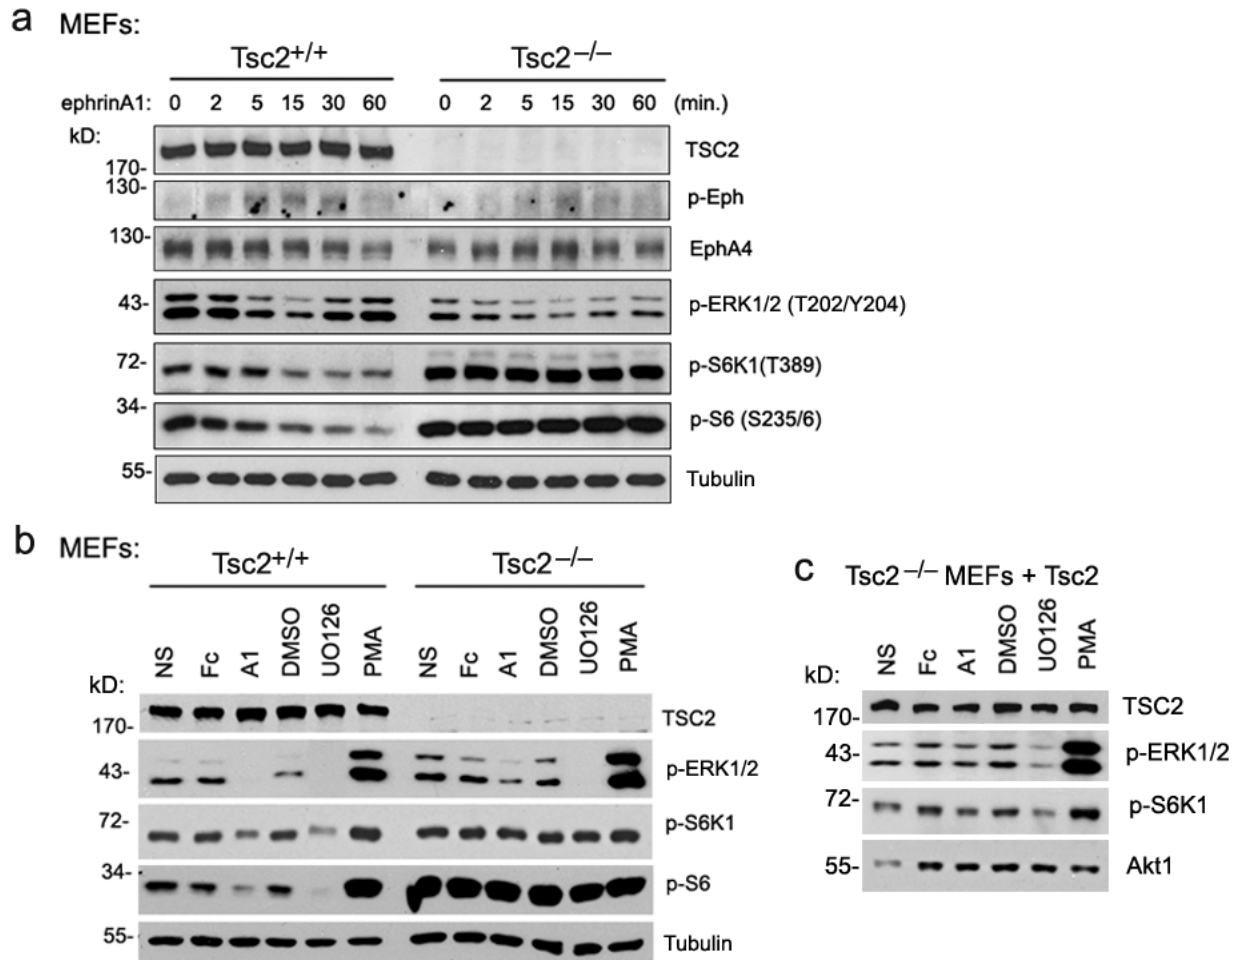 a MEFs:
Tsc2+/+ Tsc2 –/–
ephrinA1: 0 2 5 15 30 60 0 2 5 15 30 60 (min.)
kD:
TSC2
170-
130-
p-Eph
130-
EphA4
43-
p-ERK1/2 (T202/Y204)
72-
p-S6K1(T389)
34-
p-S6 (S235/6)
55-
Tubulin
b MEFs:
Tsc2+/+ Tsc2 –/–
NS Fc A1 DMSO UO126 PMA NS Fc A1 DMSO UO126 PMA
kD:
TSC2
170-
43-
p-ERK1/2
72-
p-S6K1
34-
p-S6
55-
Tubulin
c Tsc2 –/– MEFs + Tsc2
NS Fc A1 DMSO UO126 PMA
kD:
TSC2
170-
43-
p-ERK1/2
72-
p-S6K1
55-
Akt1